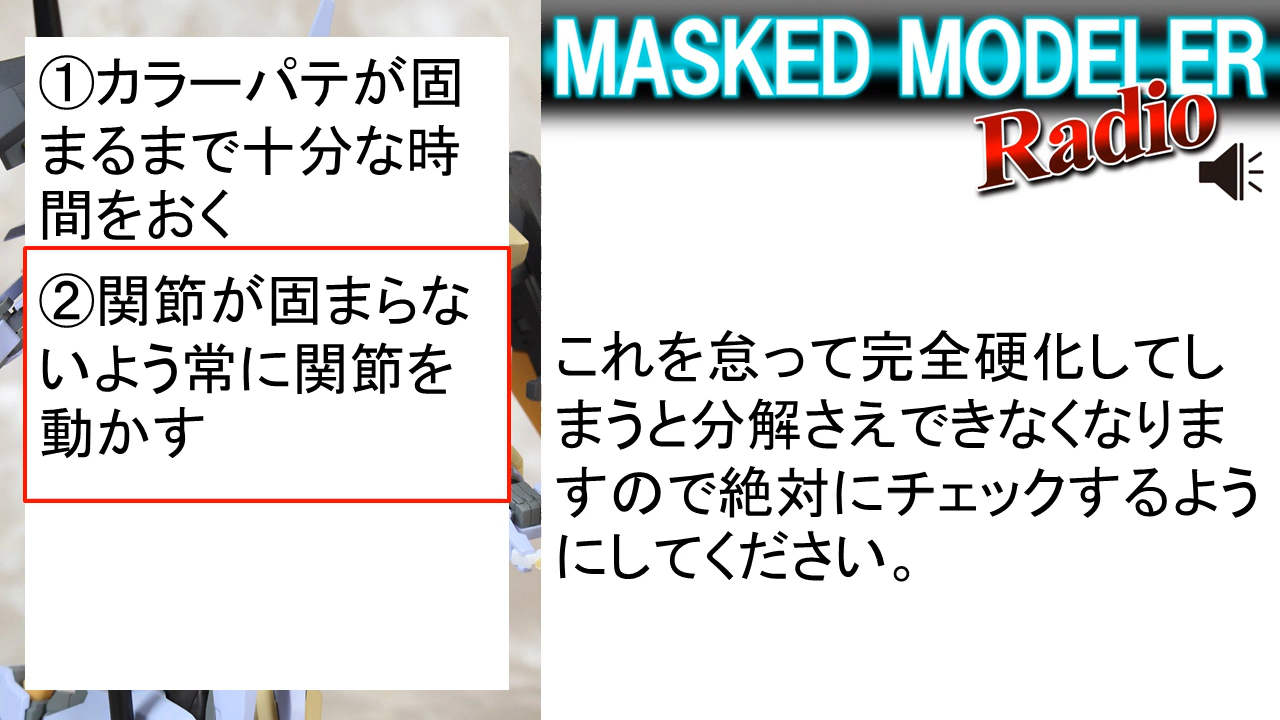 ①カラーパテが固
まるまで十分な時
間をおく
②関節が固まらな
いよう常に関節を
動かす
MASKED MODELER
Radio
これを怠って完全硬化してし
まうと分解さえできなくなりま
すので絶対にチェックするよう
にしてください。